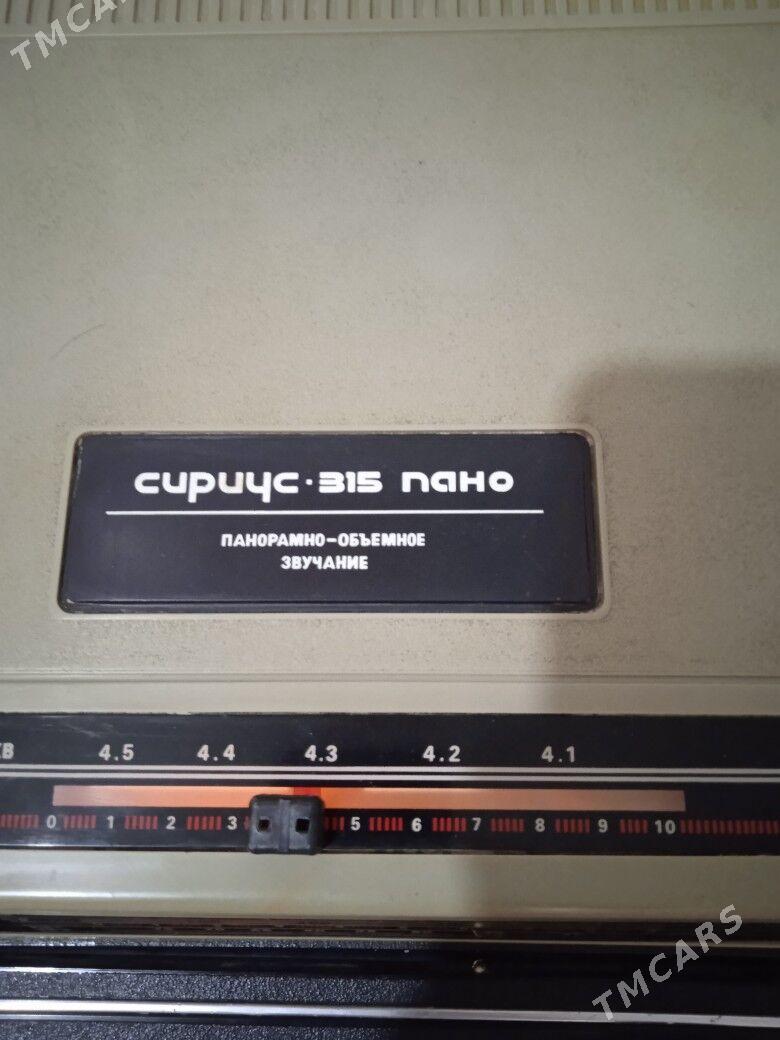 TMCARS
сириус·315 пано
ПАНОРАМНО-ОБЪЕМНОЕ
ЗВУЧАНИЕ
4.5 4.4 4.3 4.2 4.1
0 1 2 3 5 6 7 8 9 10
TMCARS